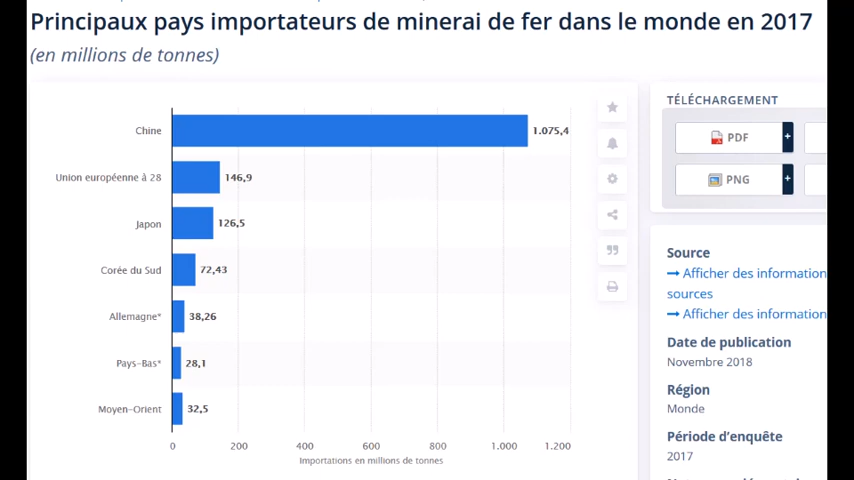 Principaux pays importateurs de minerai de fer dans le monde en 2017
(en millions de tonnes)
Chine
1.075,4
Union européenne à 28
146,9
Japon
126,5
Corée du Sud
72,43
Allemagne*
38,26
Pays-Bas*
28,1
Moyen-Orient
32,5
0 200 400 600 800 1.000 1.200
Importations en millions de tonnes
TÉLÉCHARGEMENT
PDF +
PNG +
Source
→ Afficher des information
sources
→ Afficher des information
Date de publication
Novembre 2018
Région
Monde
Période d'enquête
2017